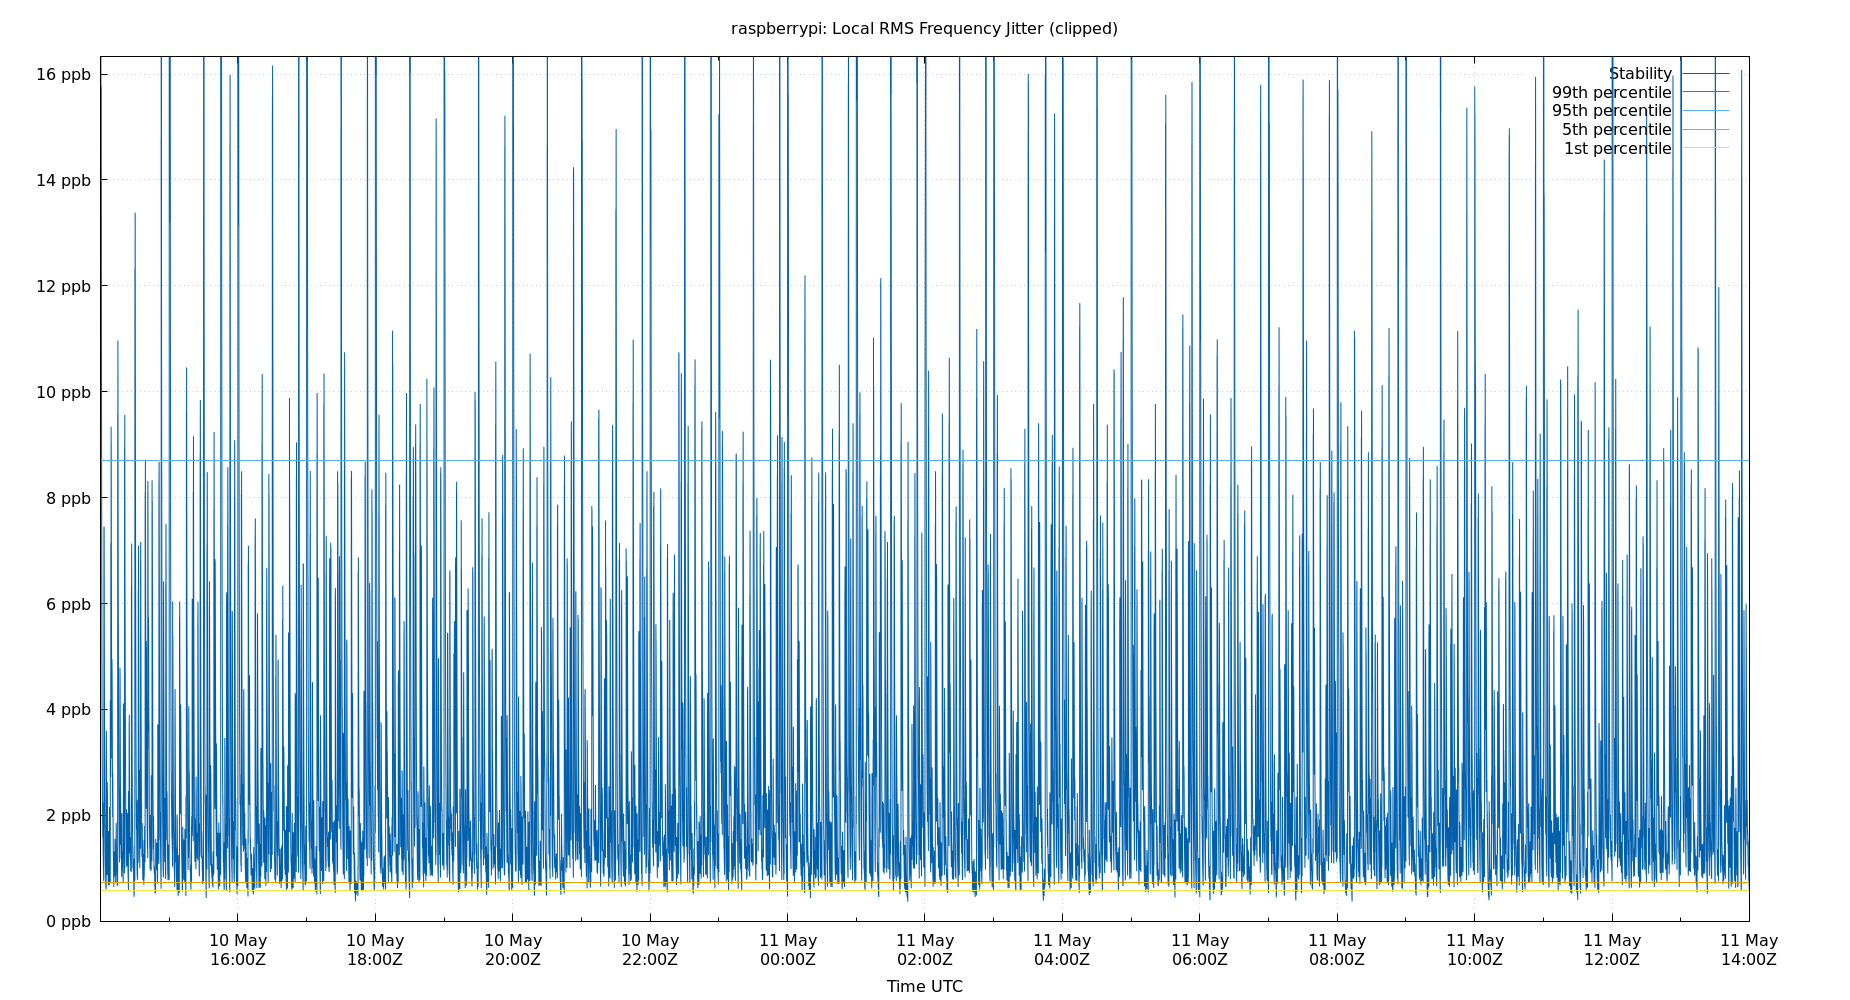 raspberrypi: Local RMS Frequency Jitter (clipped)
16 ppb
14 ppb
12 ppb
10 ppb
8 ppb
6 ppb
4 ppb
2 ppb
0 ppb
Stability
99th percentile
95th percentile
5th percentile
1st percentile
10 May 10 May 10 May 10 May 11 May 11 May 11 May 11 May 11 May 11 May 11 May 11 May
16:00Z 18:00Z 20:00Z 22:00Z 00:00Z 02:00Z 04:00Z 06:00Z 08:00Z 10:00Z 12:00Z 14:00Z
Time UTC